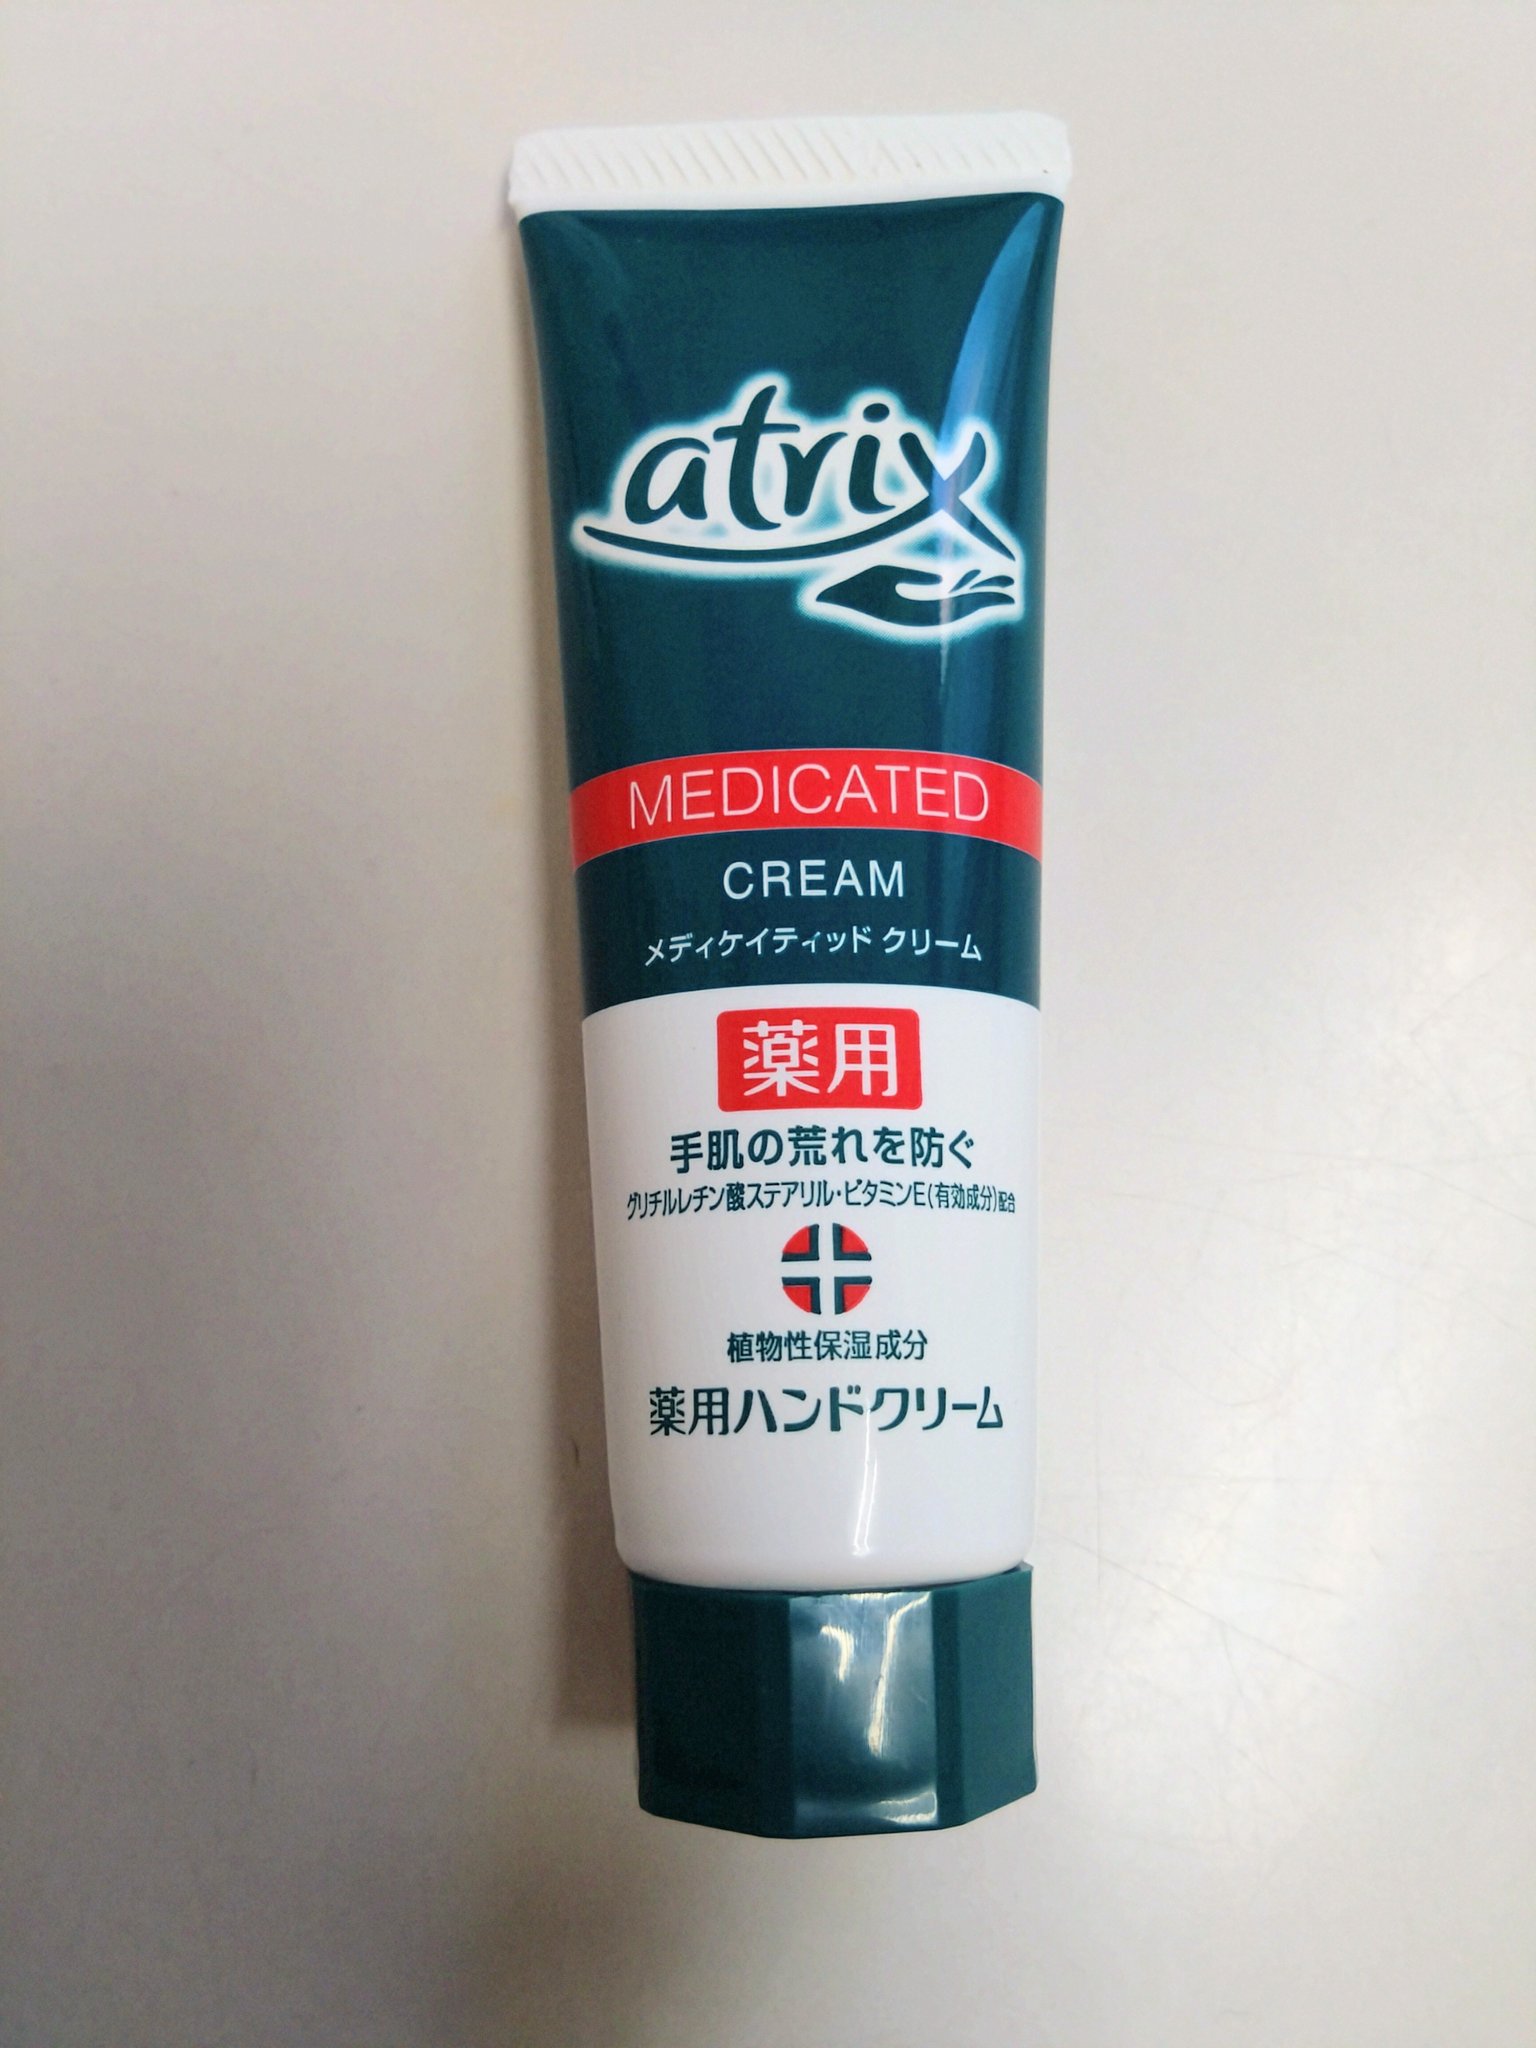 atrix
MEDICATED
CREAM
メディケイティッド クリーム
薬用
手肌の荒れを防ぐ
グリチルレチン酸ステアリル・ビタミンE(有効成分)配合
植物性保湿成分
薬用ハンドクリーム